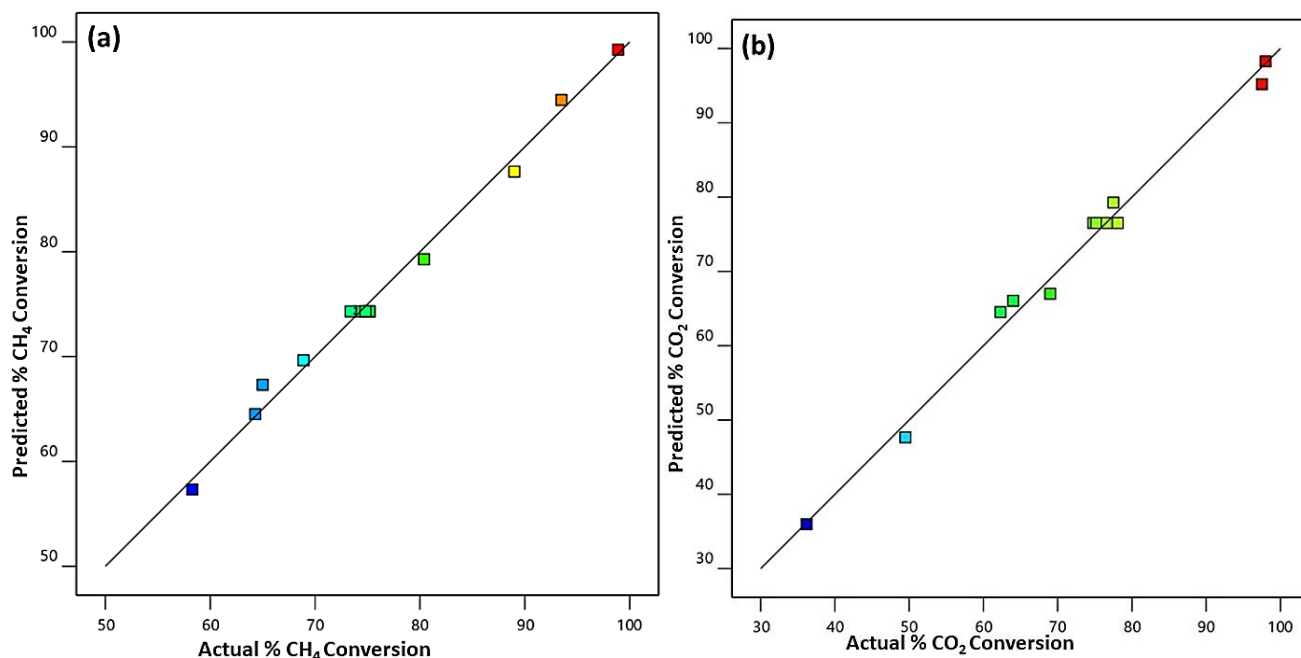 (a)
100
90
80
70
60
50
Predicted % CH₄ Conversion
2
50 60 70 80 90 100
Actual % CH₄ Conversion
(b)
100
90
80
70
60
50
40
30
Predicted % CO₂ Conversion
30 40 50 60 70 80 90 100
Actual % CO₂ Conversion